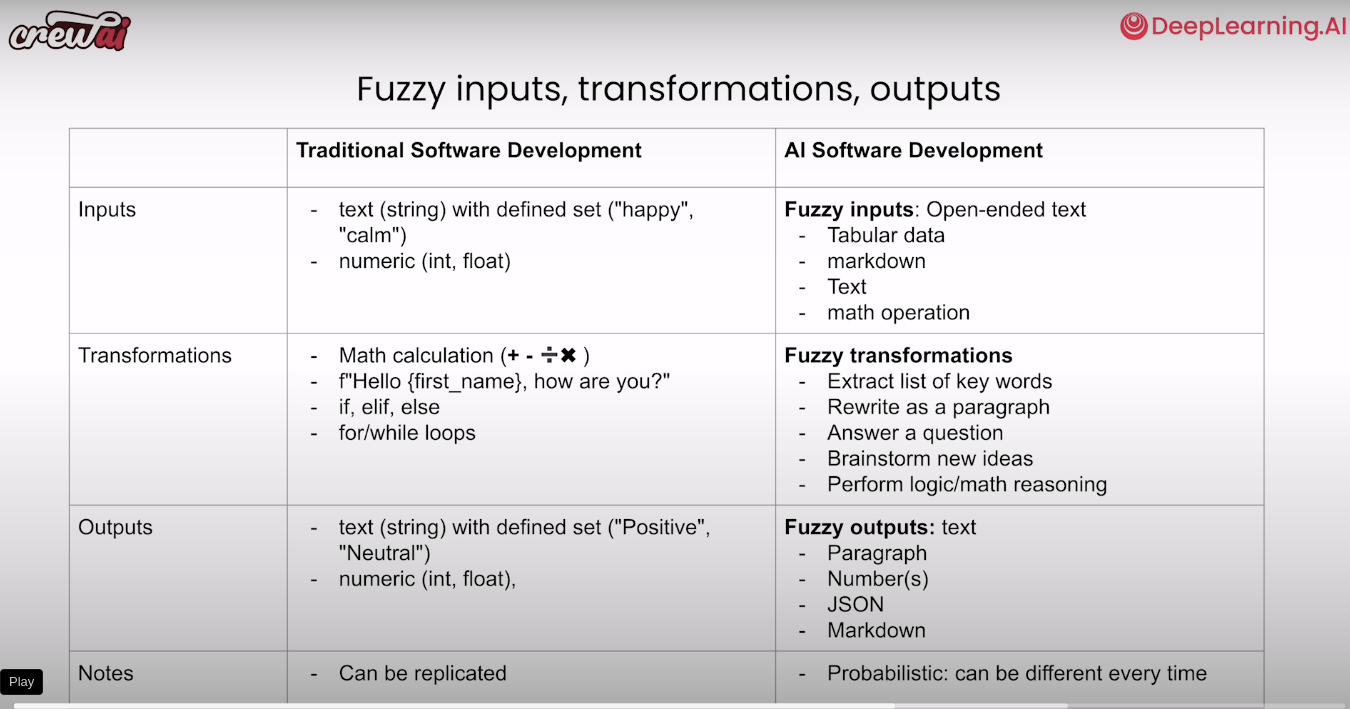 crewai
DeepLearning.AI
Fuzzy inputs, transformations, outputs
Traditional Software Development
AI Software Development
Inputs
- text (string) with defined set ("happy",
"calm")
- numeric (int, float)
Fuzzy inputs: Open-ended text
- Tabular data
- markdown
- Text
- math operation
Transformations
- Math calculation (+ - ➗✖ )
- f"Hello {first_name}, how are you?"
- if, elif, else
- for/while loops
Fuzzy transformations
- Extract list of key words
- Rewrite as a paragraph
- Answer a question
- Brainstorm new ideas
- Perform logic/math reasoning
Outputs
- text (string) with defined set ("Positive",
"Neutral")
- numeric (int, float),
Fuzzy outputs: text
- Paragraph
- Number(s)
- JSON
- Markdown
Notes
- Can be replicated
- Probabilistic: can be different every time
Play